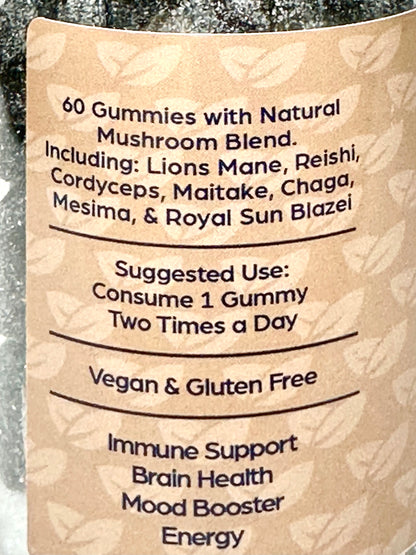 60 Gummies with Natural
Mushroom Blend.
Including: Lions Mane, Reishi,
Cordyceps, Maitake, Chaga,
Mesima, & Royal Sun Blazei
Suggested Use:
Consume 1 Gummy
Two Times a Day
Vegan & Gluten Free
Immune Support
Brain Health
Mood Booster
Energy